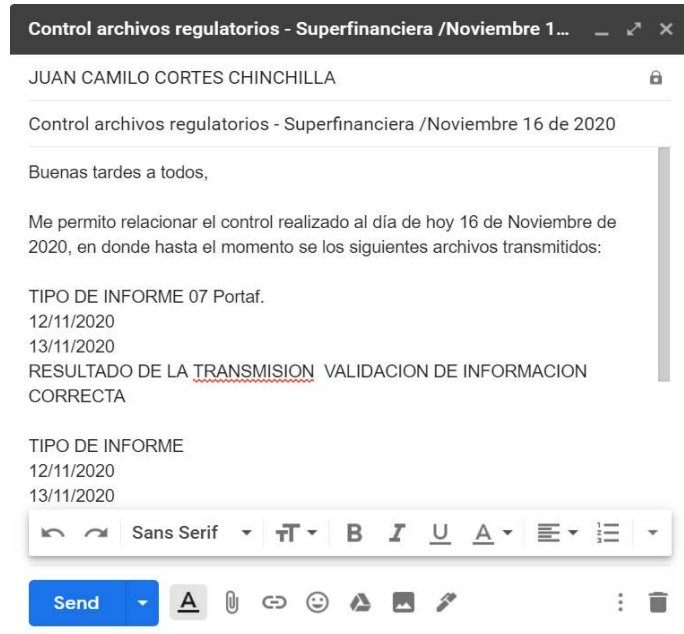 Control archivos regulatorios - Superfinanciera /Noviembre 1...
JUAN CAMILO CORTES CHINCHILLA
Control archivos regulatorios - Superfinanciera /Noviembre 16 de 2020
Buenas tardes a todos,
Me permito relacionar el control realizado al día de hoy 16 de Noviembre de
2020, en donde hasta el momento se los siguientes archivos transmitidos:
TIPO DE INFORME 07 Portaf.
12/11/2020
13/11/2020
RESULTADO DE LA TRANSMISION  VALIDACION DE INFORMACION
CORRECTA
TIPO DE INFORME
12/11/2020
13/11/2020
Sans Serif
Send